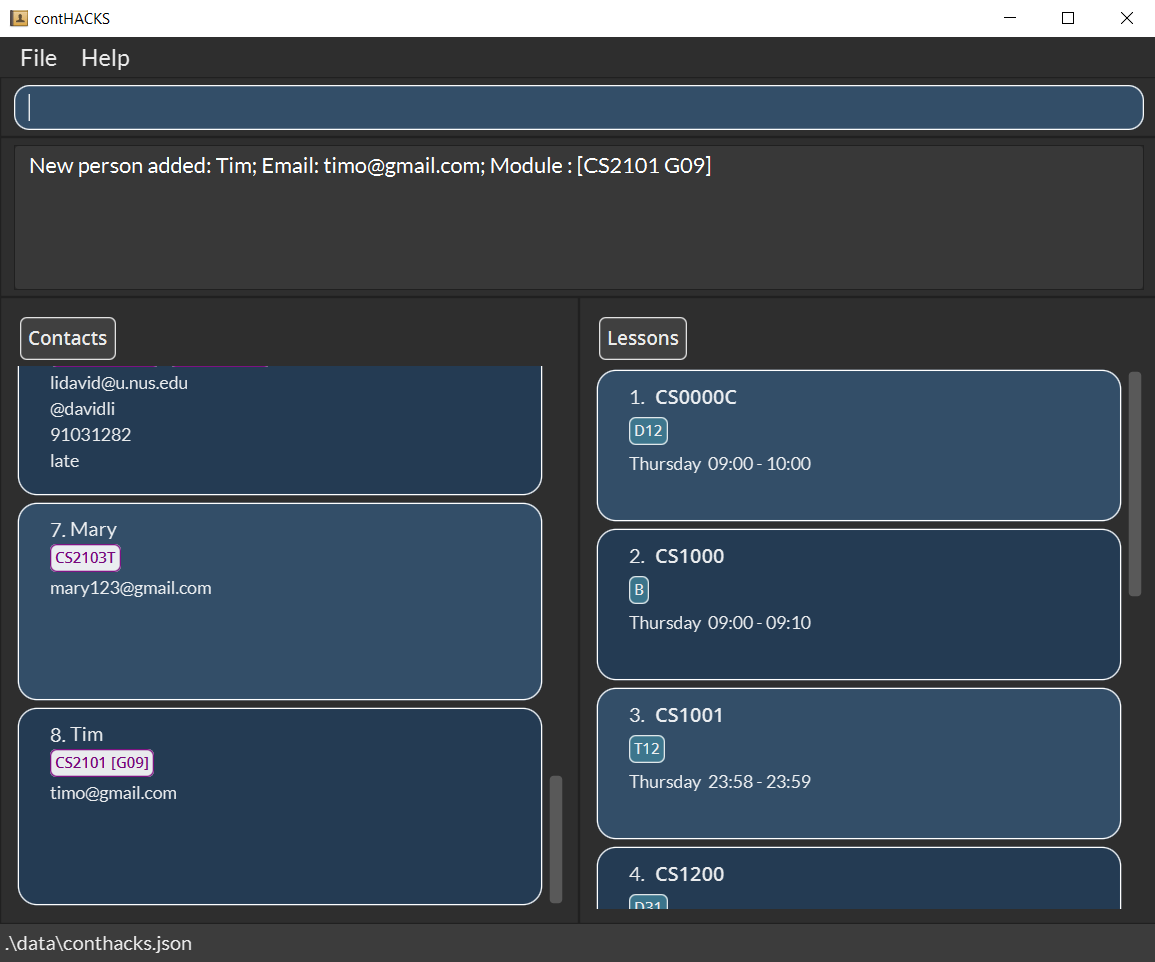 contHACKS
File Help
New person added: Tim; Email: timo@gmail.com; Module : [CS2101 G09]
Contacts
lidavid@u.nus.edu
@davidli
91031282
late
7. Mary
CS2103T
mary123@gmail.com
8. Tim
CS2101 [G09]
timo@gmail.com
Lessons
1. CS0000C
D12
Thursday 09:00 - 10:00
2. CS1000
B
Thursday 09:00 - 09:10
3. CS1001
T12
Thursday 23:58 - 23:59
4. CS1200
D31
.\data\conthacks.json